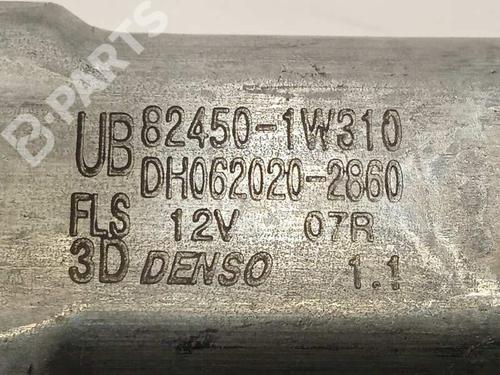 B-PARTS
UB 82450-1W310
DH062020-2860
FLS 12V 07R
3D DENSO 1.1